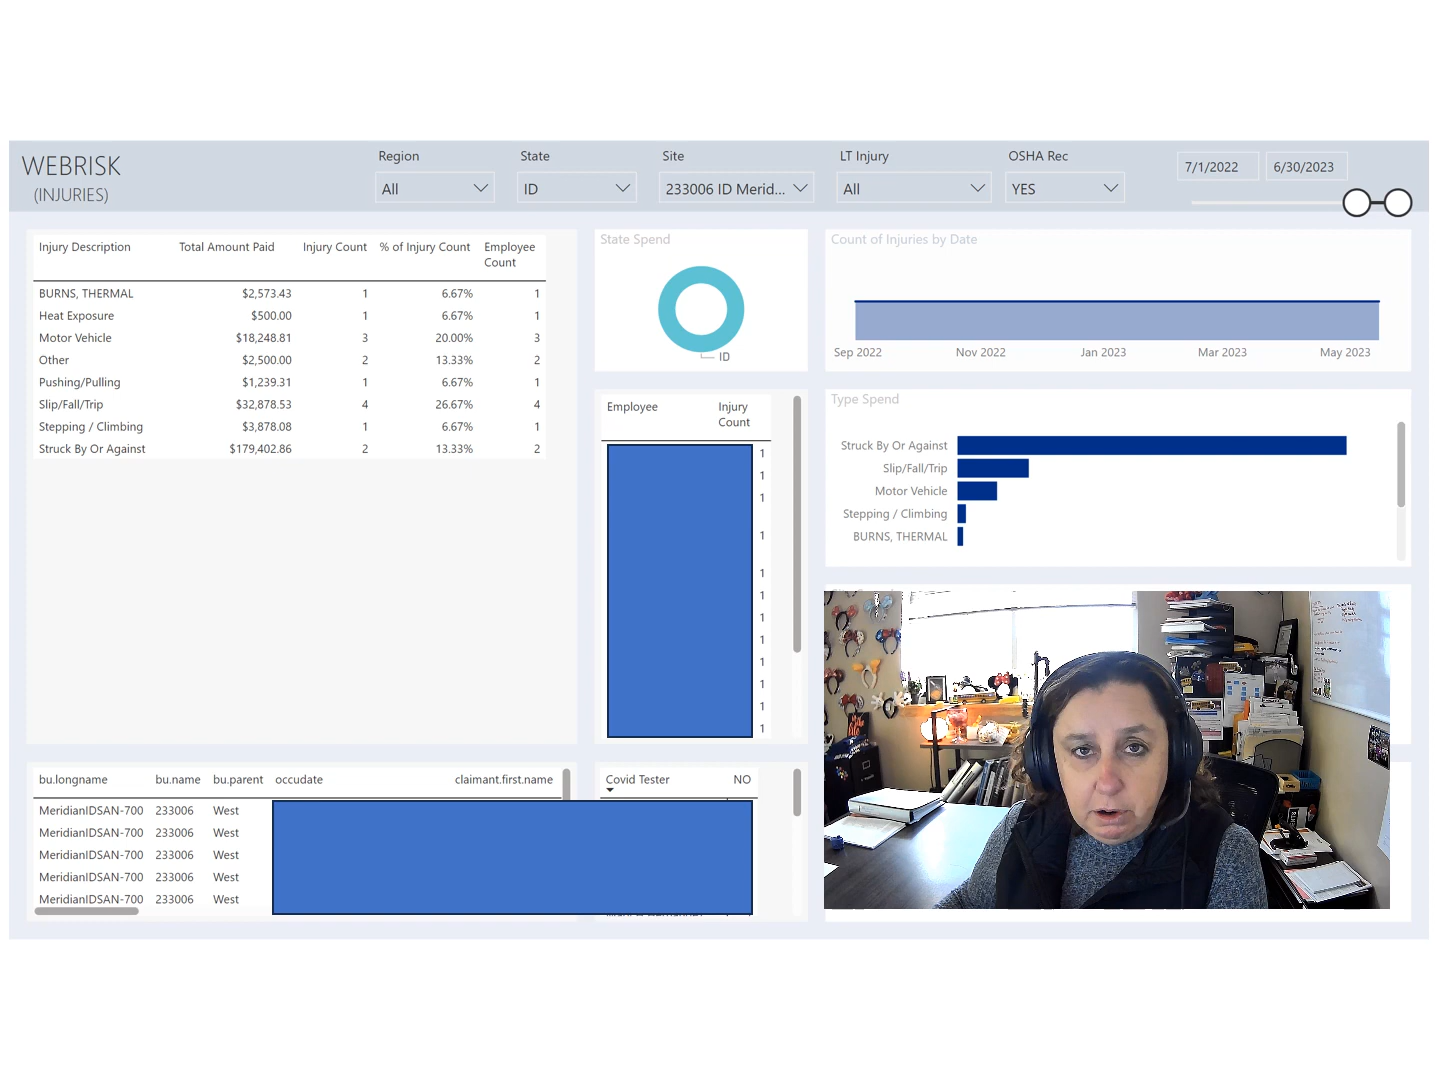 WEBRISK
(INJURIES)
Region
State
Site
LT Injury
OSHA Rec
All
ID
233006 ID Merid...
All
YES
7/1/2022
6/30/2023
Injury Description Total Amount Paid Injury Count % of Injury Count Employee Count
BURNS, THERMAL $2,573.43 1 6.67% 1
Heat Exposure $500.00 1 6.67% 1
Motor Vehicle $18,248.81 3 20.00% 3
Other $2,500.00 2 13.33% 2
Pushing/Pulling $1,239.31 1 6.67% 1
Slip/Fall/Trip $32,878.53 4 26.67% 4
Stepping / Climbing $3,878.08 1 6.67% 1
Struck By Or Against $179,402.86 2 13.33% 2
State Spend
ID
Count of Injuries by Date
Sep 2022 Nov 2022 Jan 2023 Mar 2023 May 2023
Employee Injury Count
1
1
1
1
1
1
1
1
1
1
1
1
Type Spend
Struck By Or Against
Slip/Fall/Trip
Motor Vehicle
Stepping / Climbing
BURNS, THERMAL
bu.longname bu.name bu.parent occudate claimant.first.name
MeridianIDSAN-700 233006 West
MeridianIDSAN-700 233006 West
MeridianIDSAN-700 233006 West
MeridianIDSAN-700 233006 West
MeridianIDSAN-700 233006 West
Covid Tester NO